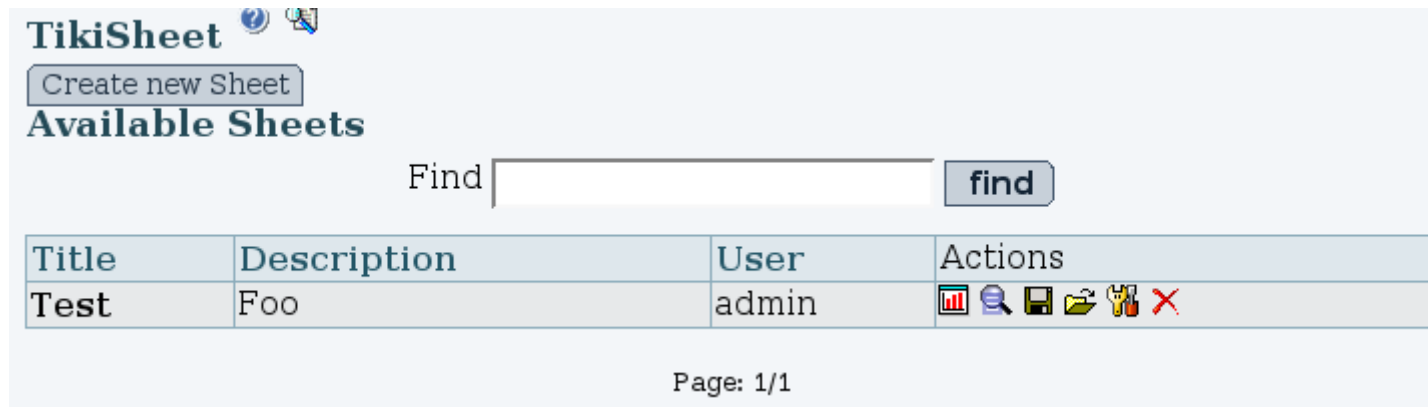 TikiSheet
Create new Sheet
Available Sheets
Find find
Title Description User Actions
Test Foo admin
Page: 1/1